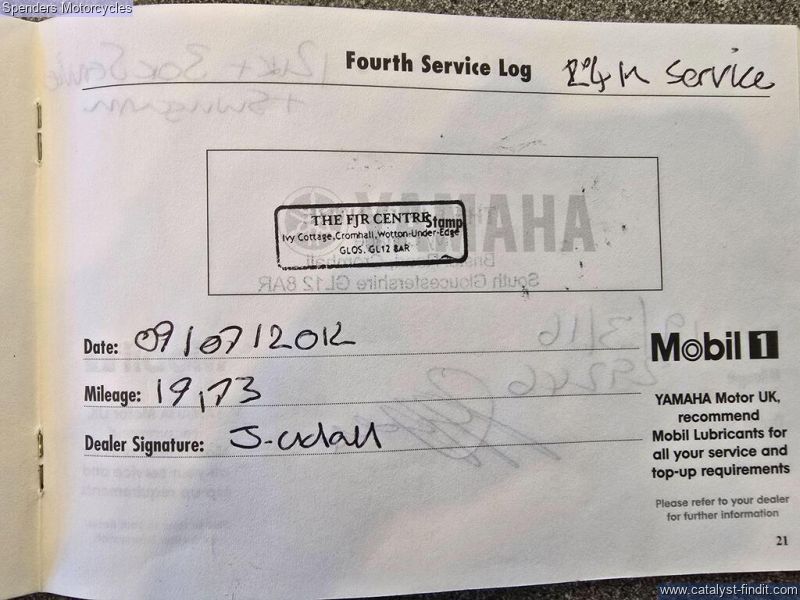 Spenders Motorcycles
Fourth Service Log 24K Service
YAMAHA
THE FJR CENTRE
Stamp
Ivy Cottage, Cromhall, Wotton-Under-Edge
GLOS. GL12 8AR
South Gloucestershire GL12 8AR
Date: 09/07/2012
Mileage: 19,173
Dealer Signature: J-udall
Mobil 1
YAMAHA Motor UK,
recommend
Mobil Lubricants for
all your service and
top-up requirements
Please refer to your dealer
for further information
21
www.catalyst-findit.com